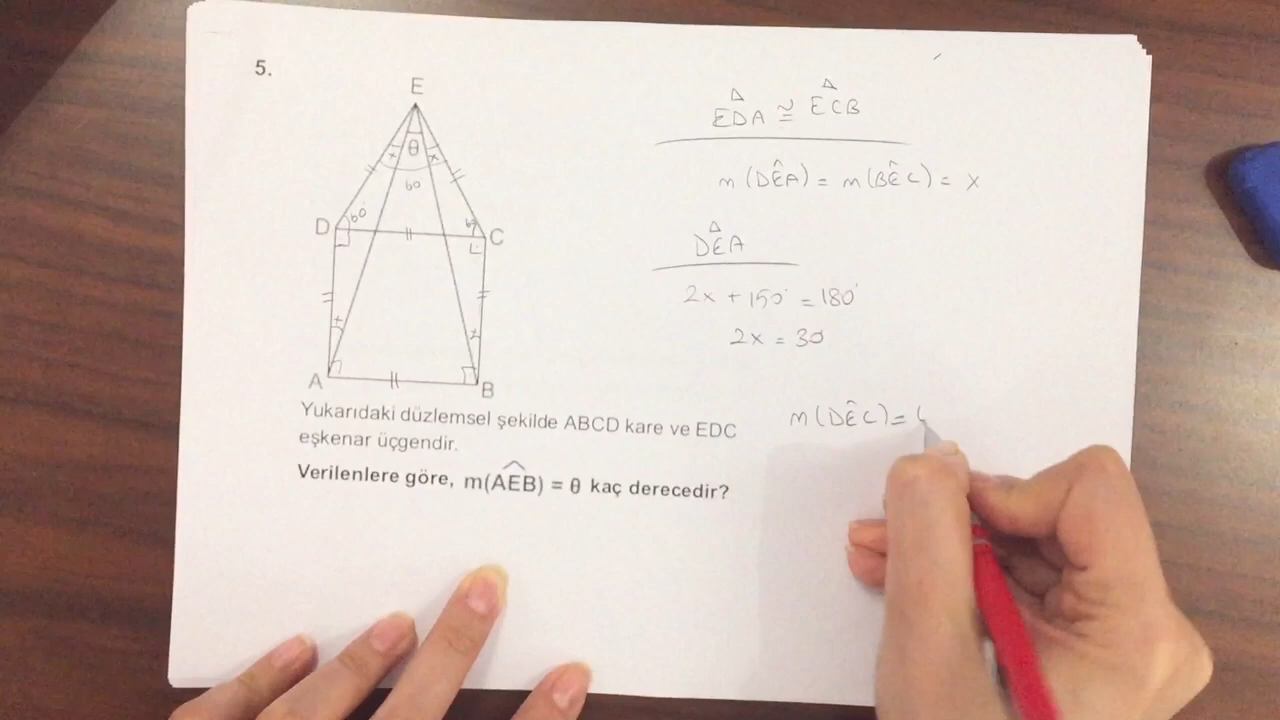 5.
E
x θ x
60
60° 60
D C
x x
A B
Yukarıdaki düzlemsel şekilde ABCD kare ve EDC
eşkenar üçgendir.
Verilenlere göre, m(AEB) = θ kaç derecedir?
EDA ≅ ECB
m(DÊA) = m(BÊC) = x
DEA
2x + 150° = 180°
2x = 30
m(DÊC) =